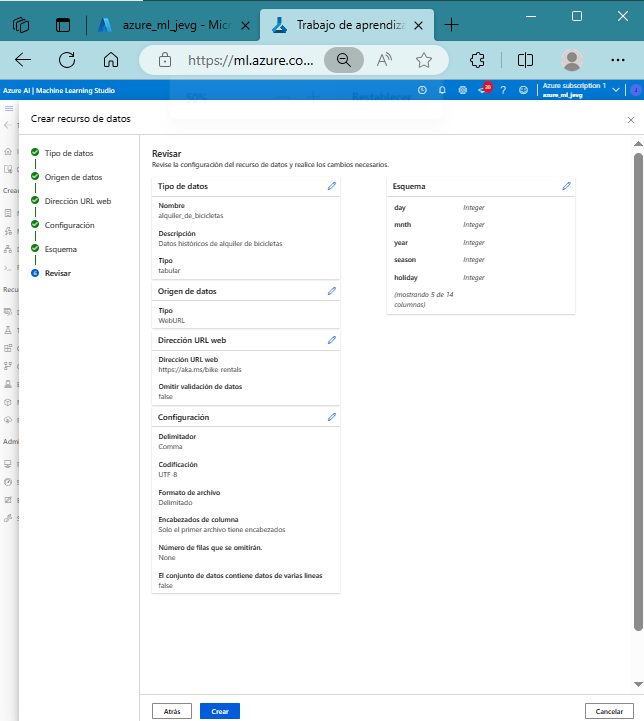 azure_ml_jevg - Mic
Trabajo de aprendiza
https://ml.azure.co...
Azure AI | Machine Learning Studio
50%
Restablecer
38
Azure subscription 1
azure_ml_jevg
J
Crear recurso de datos
Crea
Recu
Admi
Tipo de datos
Origen de datos
Dirección URL web
Configuración
Esquema
6
Revisar
Revisar
Revise la configuración del recurso de datos y realice los cambios necesarios.
Tipo de datos
Nombre
alquiler_de_bicicletas
Descripción
Datos históricos de alquiler de bicicletas
Tipo
tabular
Origen de datos
Tipo
WebURL
Dirección URL web
Dirección URL web
https://aka.ms/bike-rentals
Omitir validación de datos
false
Configuración
Delimitador
Comma
Codificación
UTF-8
Formato de archivo
Delimitado
Encabezados de columna
Solo el primer archivo tiene encabezados
Número de filas que se omitirán.
None
El conjunto de datos contiene datos de varias líneas
false
Esquema
day Integer
mnth Integer
year Integer
season Integer
holiday Integer
(mostrando 5 de 14
columnas)
Atrás
Crear
Cancelar